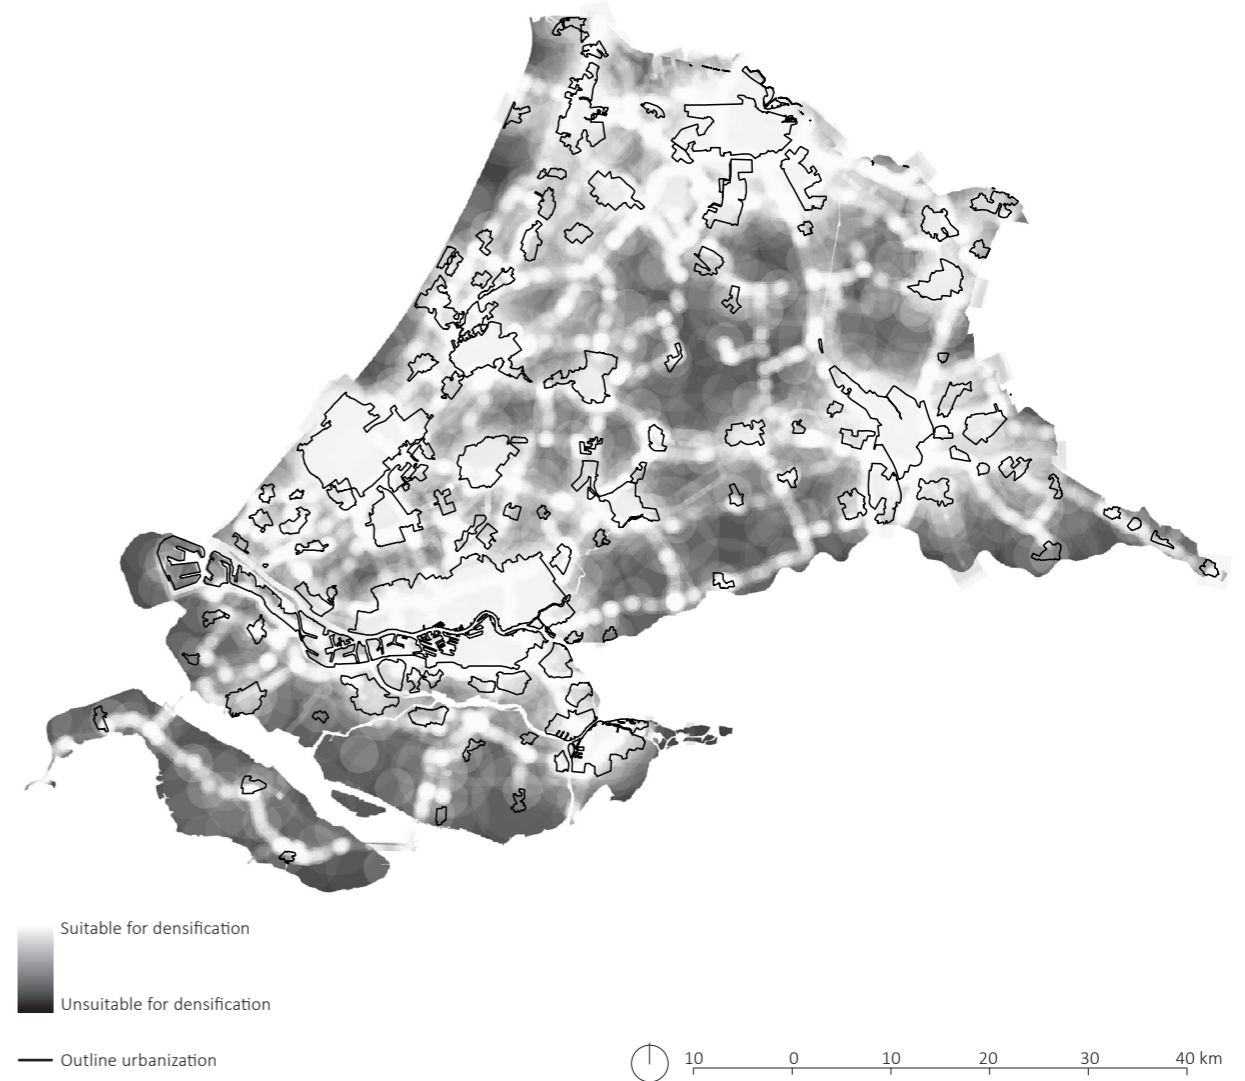 Suitable for densification
Unsuitable for densification
Outline urbanization
10 0 10 20 30 40 km